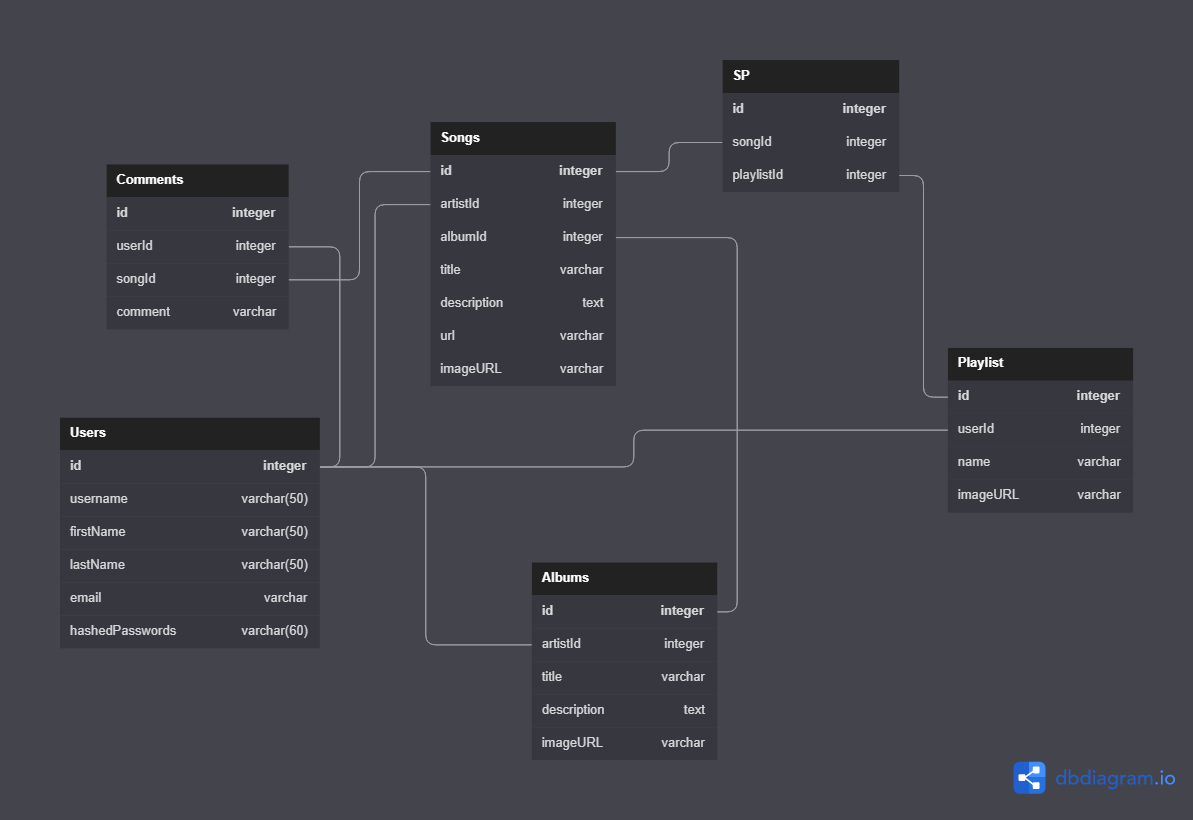 SP
id integer
songId integer
playlistId integer
Songs
id integer
artistId integer
albumId integer
title varchar
description text
url varchar
imageURL varchar
Comments
id integer
userId integer
songId integer
comment varchar
Playlist
id integer
userId integer
name varchar
imageURL varchar
Users
id integer
username varchar(50)
firstName varchar(50)
lastName varchar(50)
email varchar
hashedPasswords varchar(60)
Albums
id integer
artistId integer
title varchar
description text
imageURL varchar
dbdiagram.io